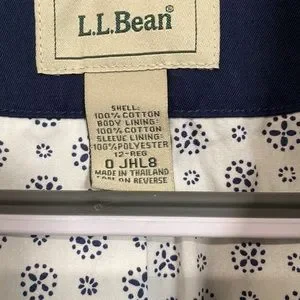 L.L.Bean®
SHELL:
100% COTTON
BODY LINING:
100% COTTON
SLEEVE LINING:
100% POLYESTER
12-REG
0 JHL8
MADE IN THAILAND
ON REVERSE